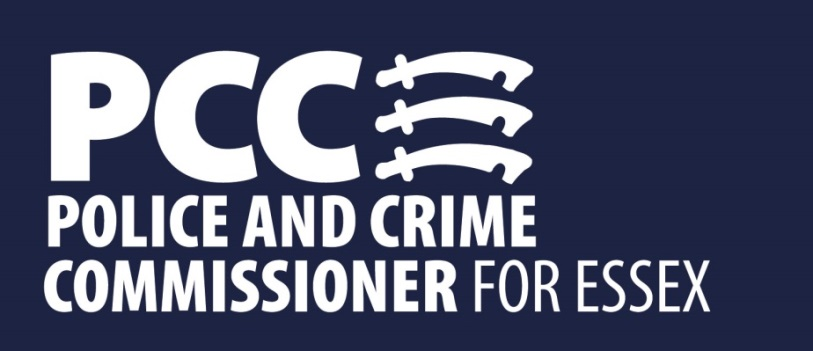 PCC
POLICE AND CRIME
COMMISSIONER FOR ESSEX